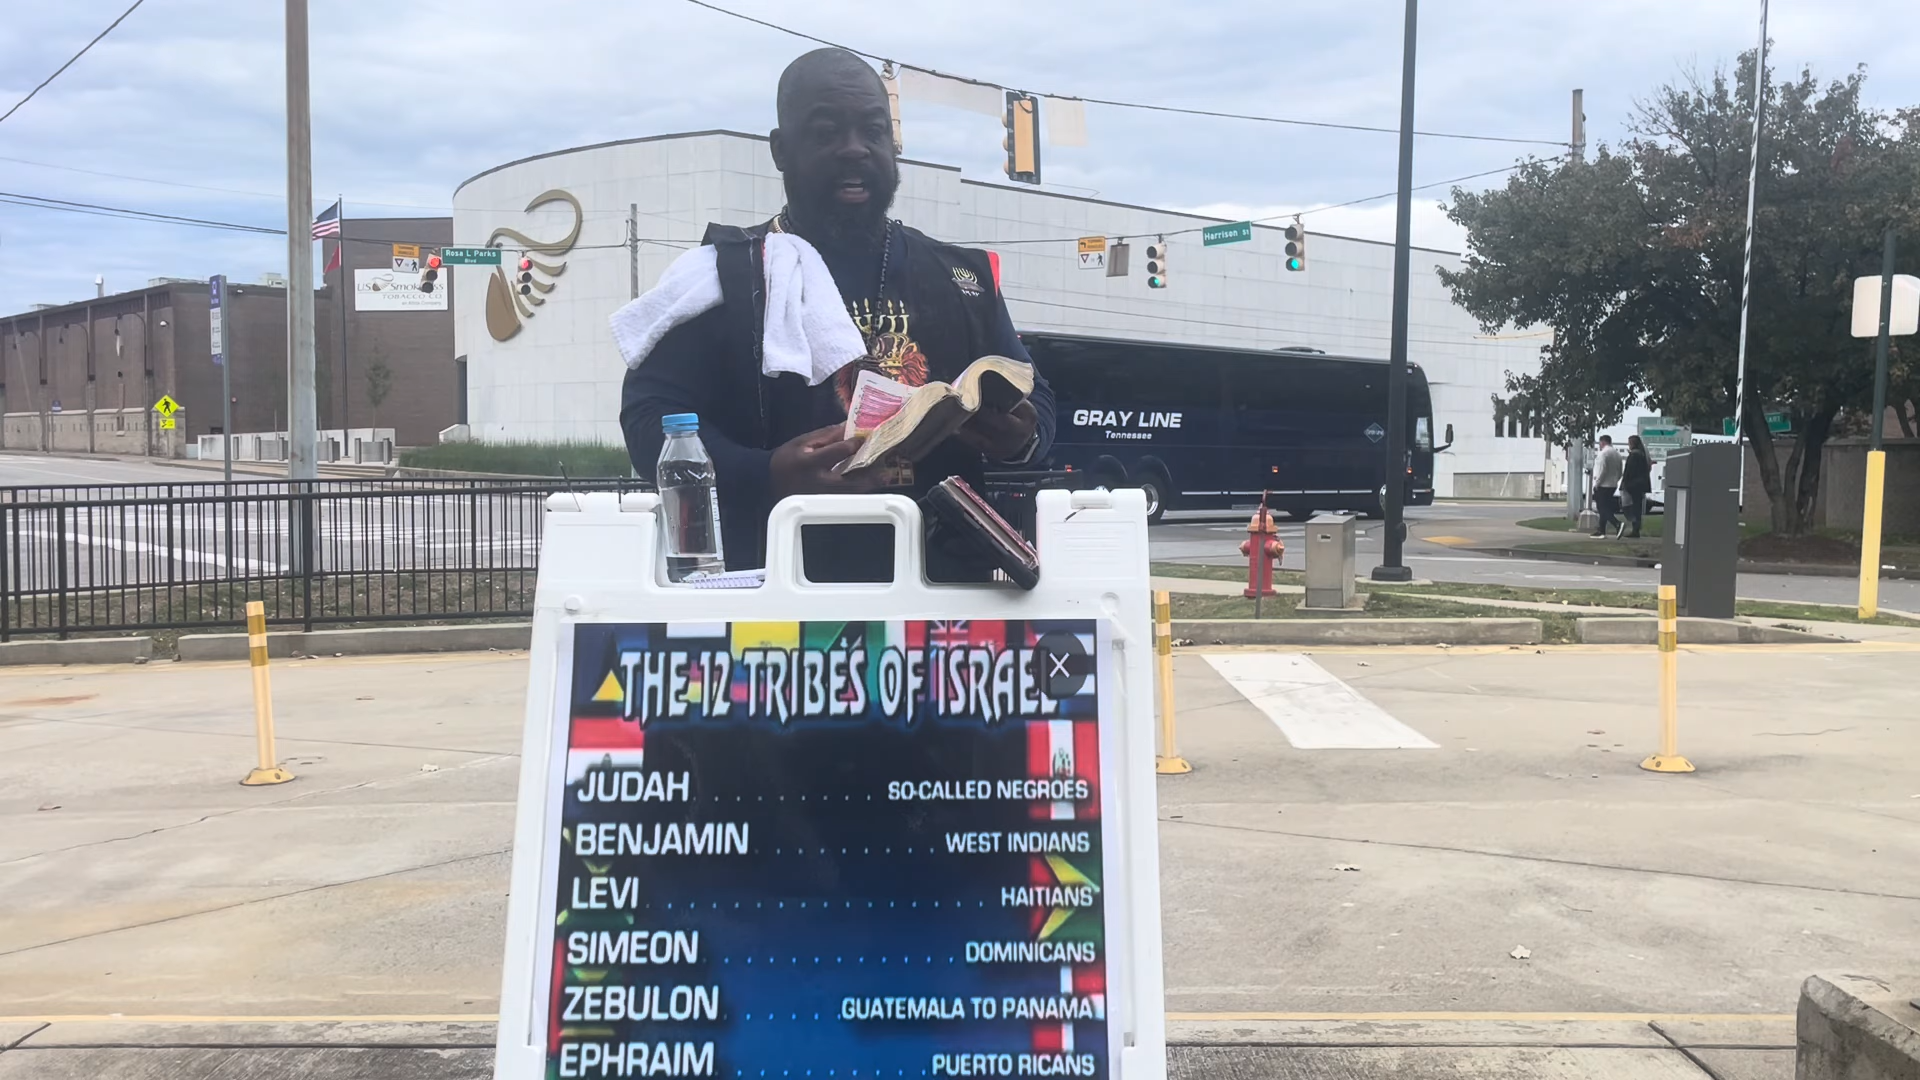 Rosa L Parks
Blvd
Harrison St
US Smokeless
TOBACCO CO
GRAY LINE
Tennessee
THE 12 TRIBES OF ISRAEL
JUDAH . . . . . . . . . SO-CALLED NEGROES
BENJAMIN . . . . . . . . . WEST INDIANS
LEVI . . . . . . . . . . . . . . . . HAITIANS
SIMEON . . . . . . . . . . . . DOMINICANS
ZEBULON . . . . . . GUATEMALA TO PANAMA
EPHRAIM . . . . . . . . . . PUERTO RICANS